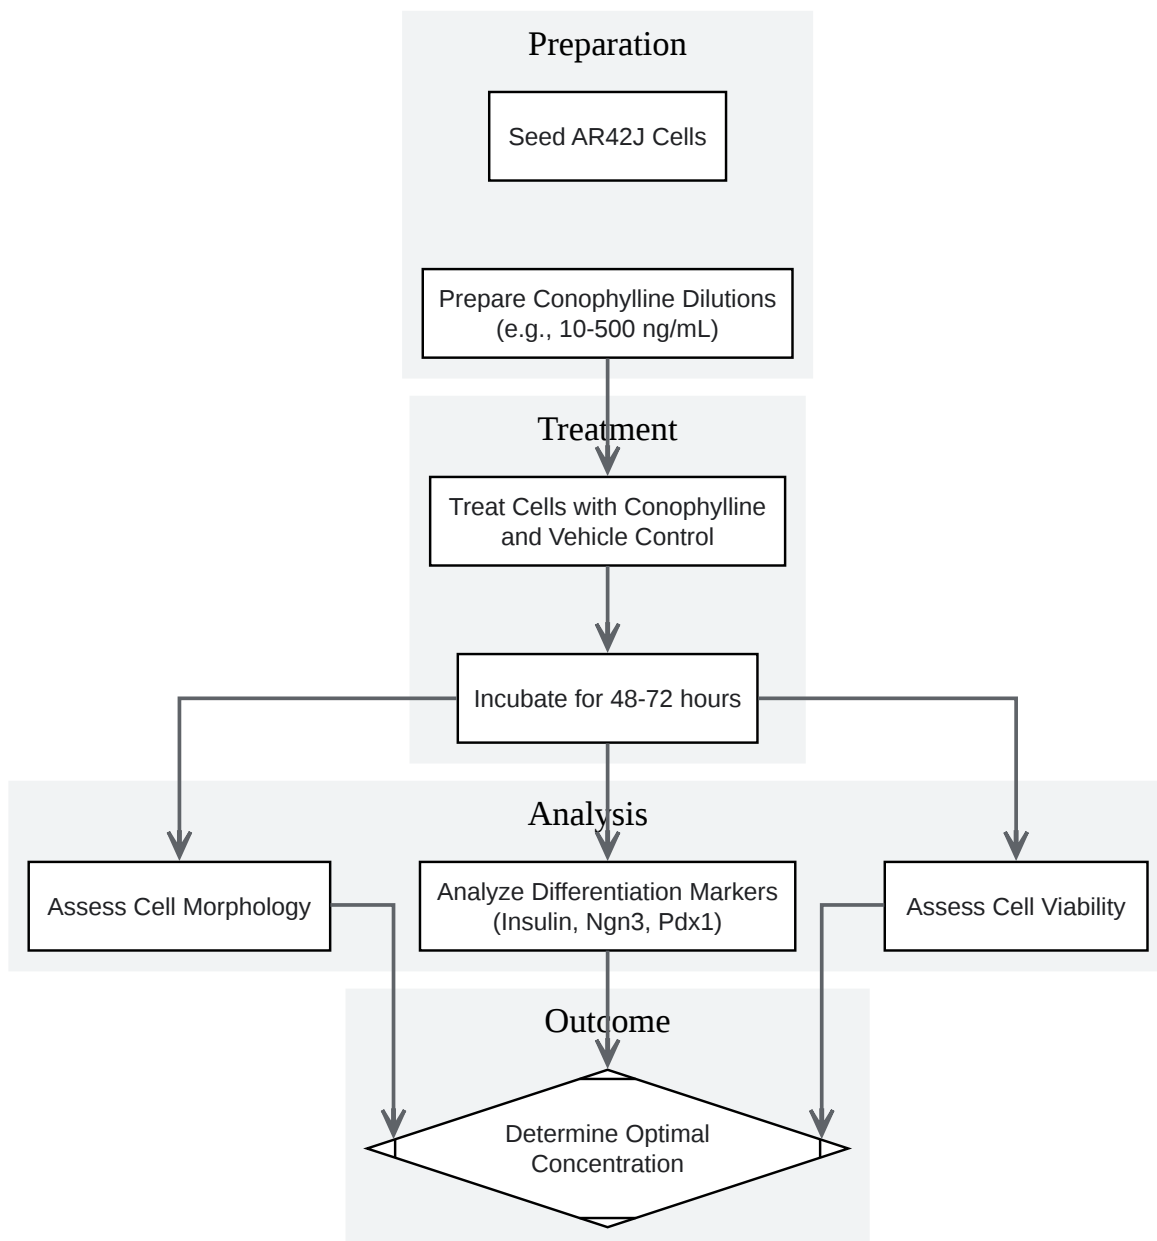 Preparation
Seed AR42J Cells
Prepare Conophylline Dilutions
(e.g., 10-500 ng/mL)
Treatment
Treat Cells with Conophylline
and Vehicle Control
Incubate for 48-72 hours
Analysis
Assess Cell Morphology
Analyze Differentiation Markers
(Insulin, Ngn3, Pdx1)
Assess Cell Viability
Outcome
Determine Optimal
Concentration